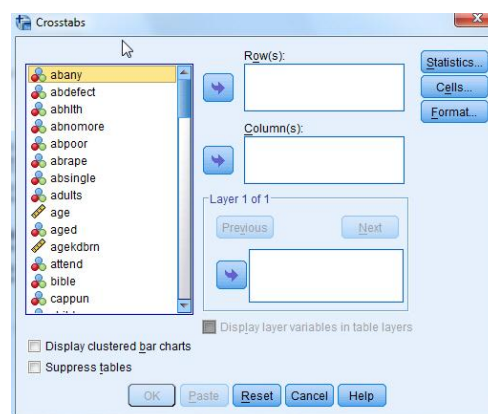 Crosstabs
abany
abdefect
abhlth
abnomore
abpoor
abrape
absingle
adults
age
aged
agekdbrn
attend
bible
cappun
Row(s):
Column(s):
Layer 1 of 1
Previous
Next
Display layer variables in table layers
Statistics...
Cells...
Format...
Display clustered bar charts
Suppress tables
OK Paste Reset Cancel Help